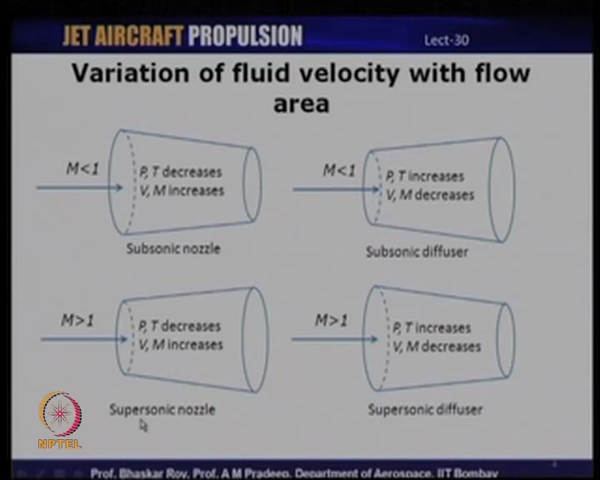 JET AIRCRAFT PROPULSION
Lect-30
Variation of fluid velocity with flow
area
M<1
P, T decreases
V, M increases
Subsonic nozzle
M<1
P, T increases
V, M decreases
Subsonic diffuser
M>1
P, T decreases
V, M increases
Supersonic nozzle
M>1
P, T increases
V, M decreases
Supersonic diffuser
NPTEL
4
Prof. Bhaskar Roy, Prof. A M Pradeep, Department of Aerospace, IIT Bombay